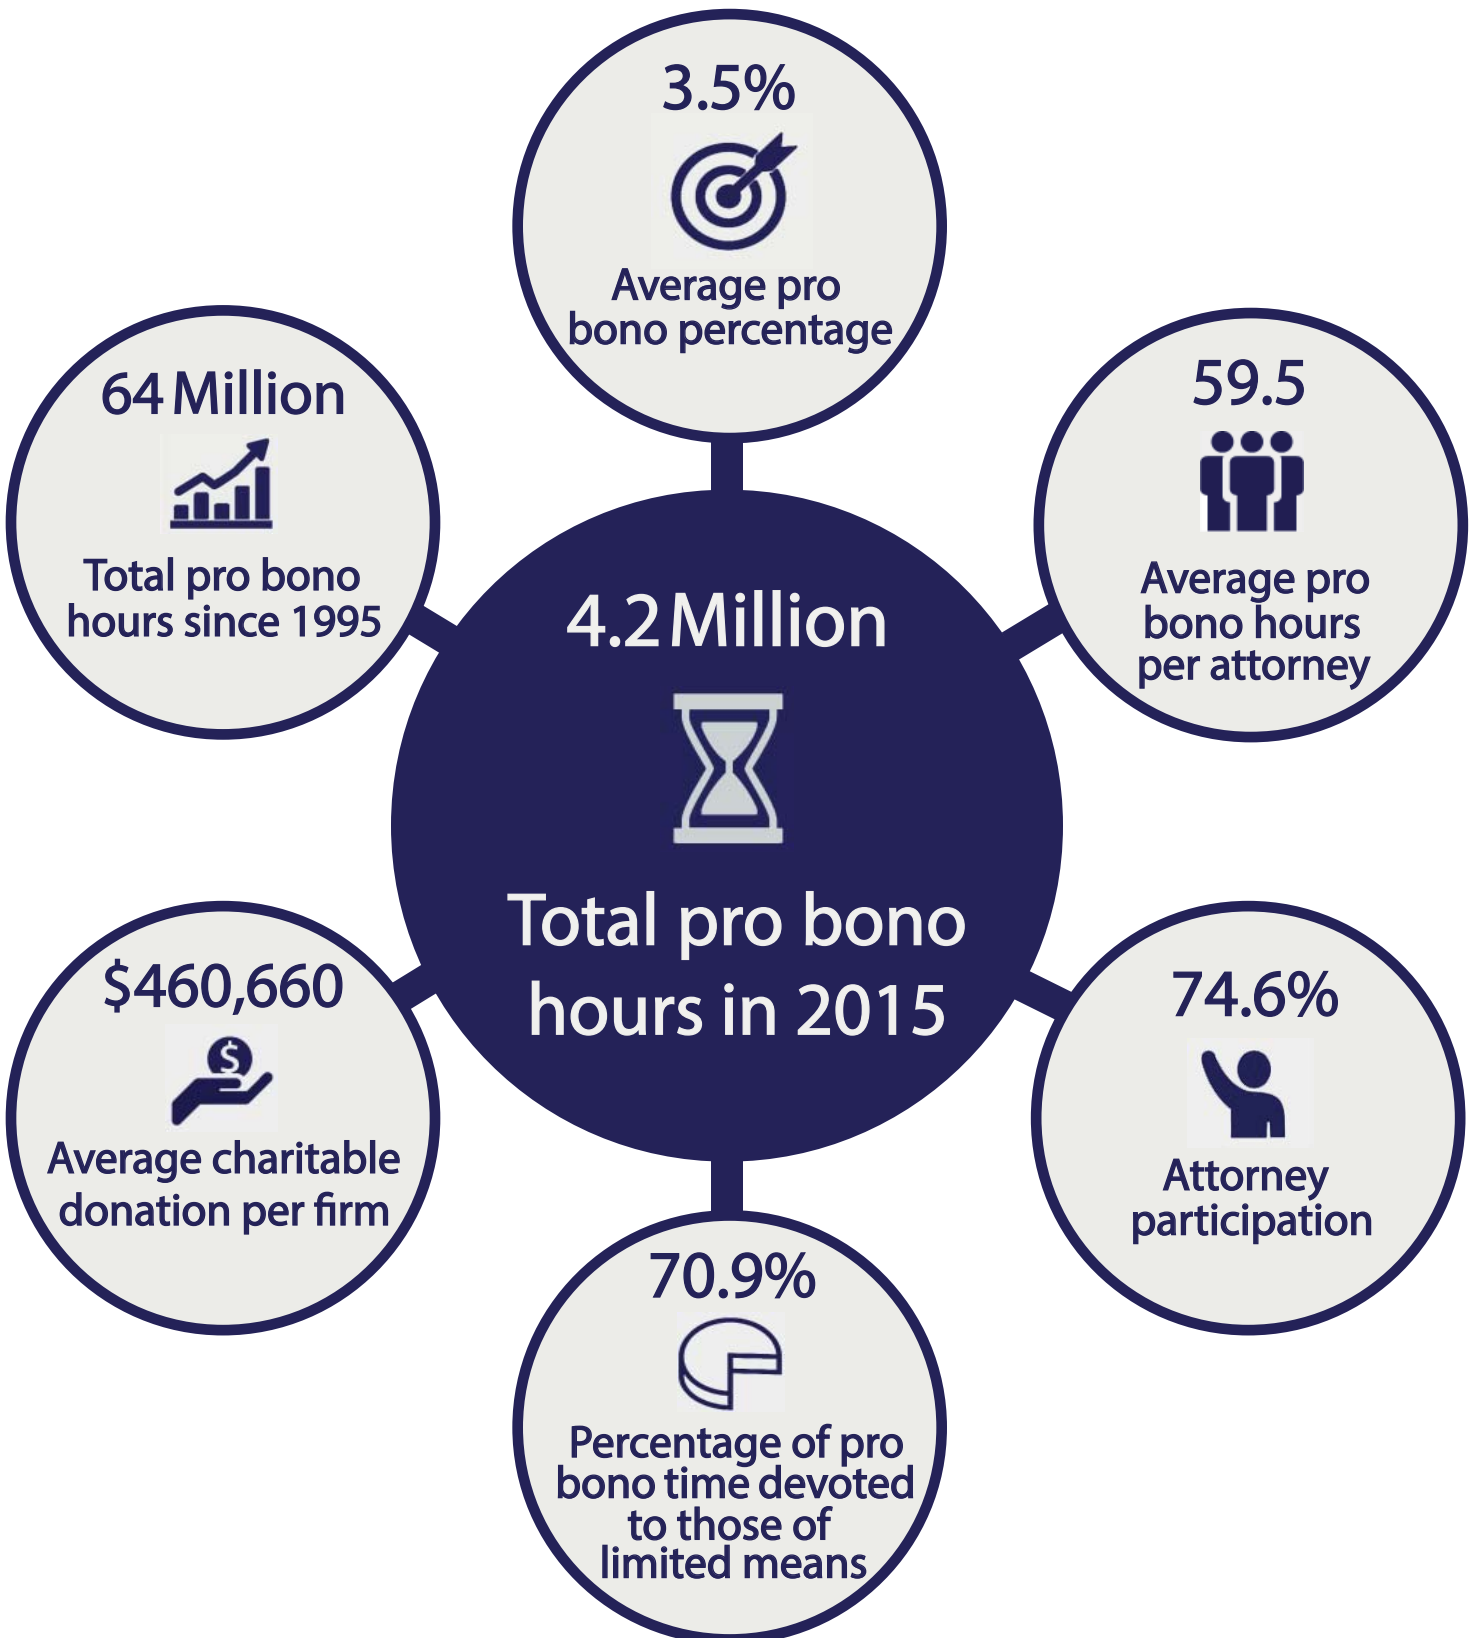 3.5%
Average pro
bono percentage
64 Million
Total pro bono
hours since 1995
59.5
Average pro
bono hours
per attorney
4.2 Million
Total pro bono
hours in 2015
$460,660
$
Average charitable
donation per firm
74.6%
Attorney
participation
70.9%
Percentage of pro
bono time devoted
to those of
limited means